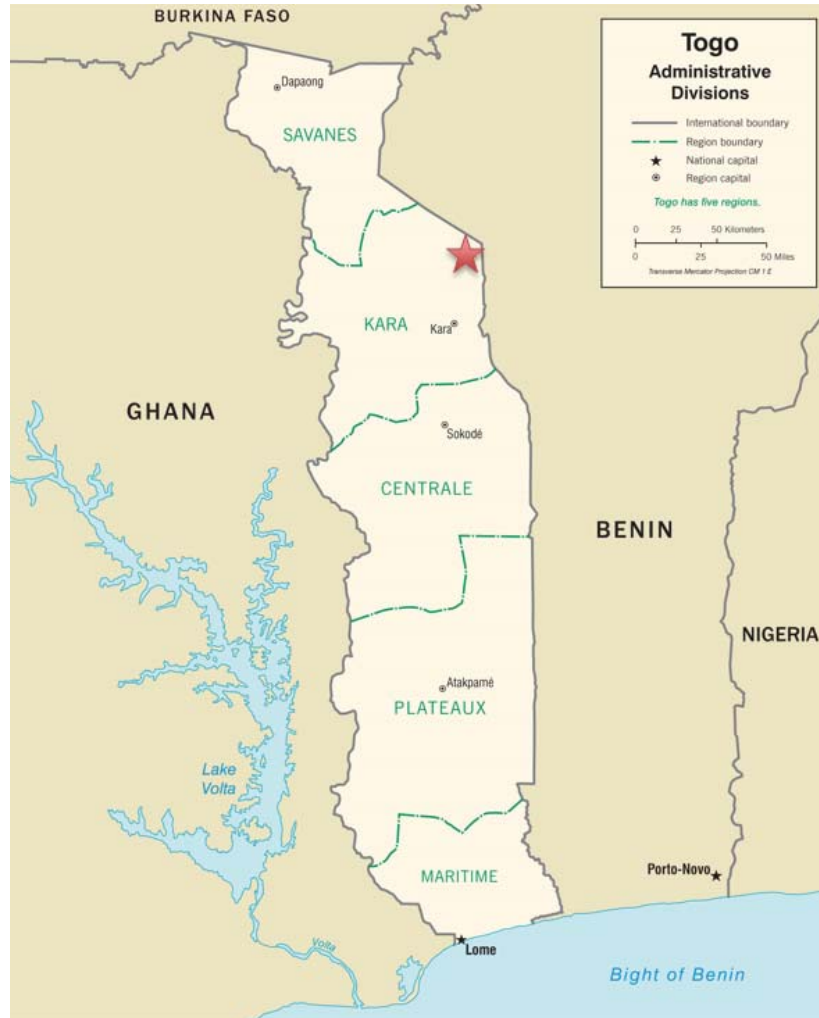 BURKINA FASO
Togo
Administrative
Divisions
International boundary
Region boundary
National capital
Region capital
Togo has five regions.
0 25 50 Kilometers
0 25 50 Miles
Transverse Mercator Projection CM 1 E
Dapaong
SAVANES
KARA
Kara
GHANA
Sokodé
CENTRALE
BENIN
NIGERIA
Atakpamé
PLATEAUX
Lake
Volta
MARITIME
Porto-Novo
Volta
Lome
Bight of Benin